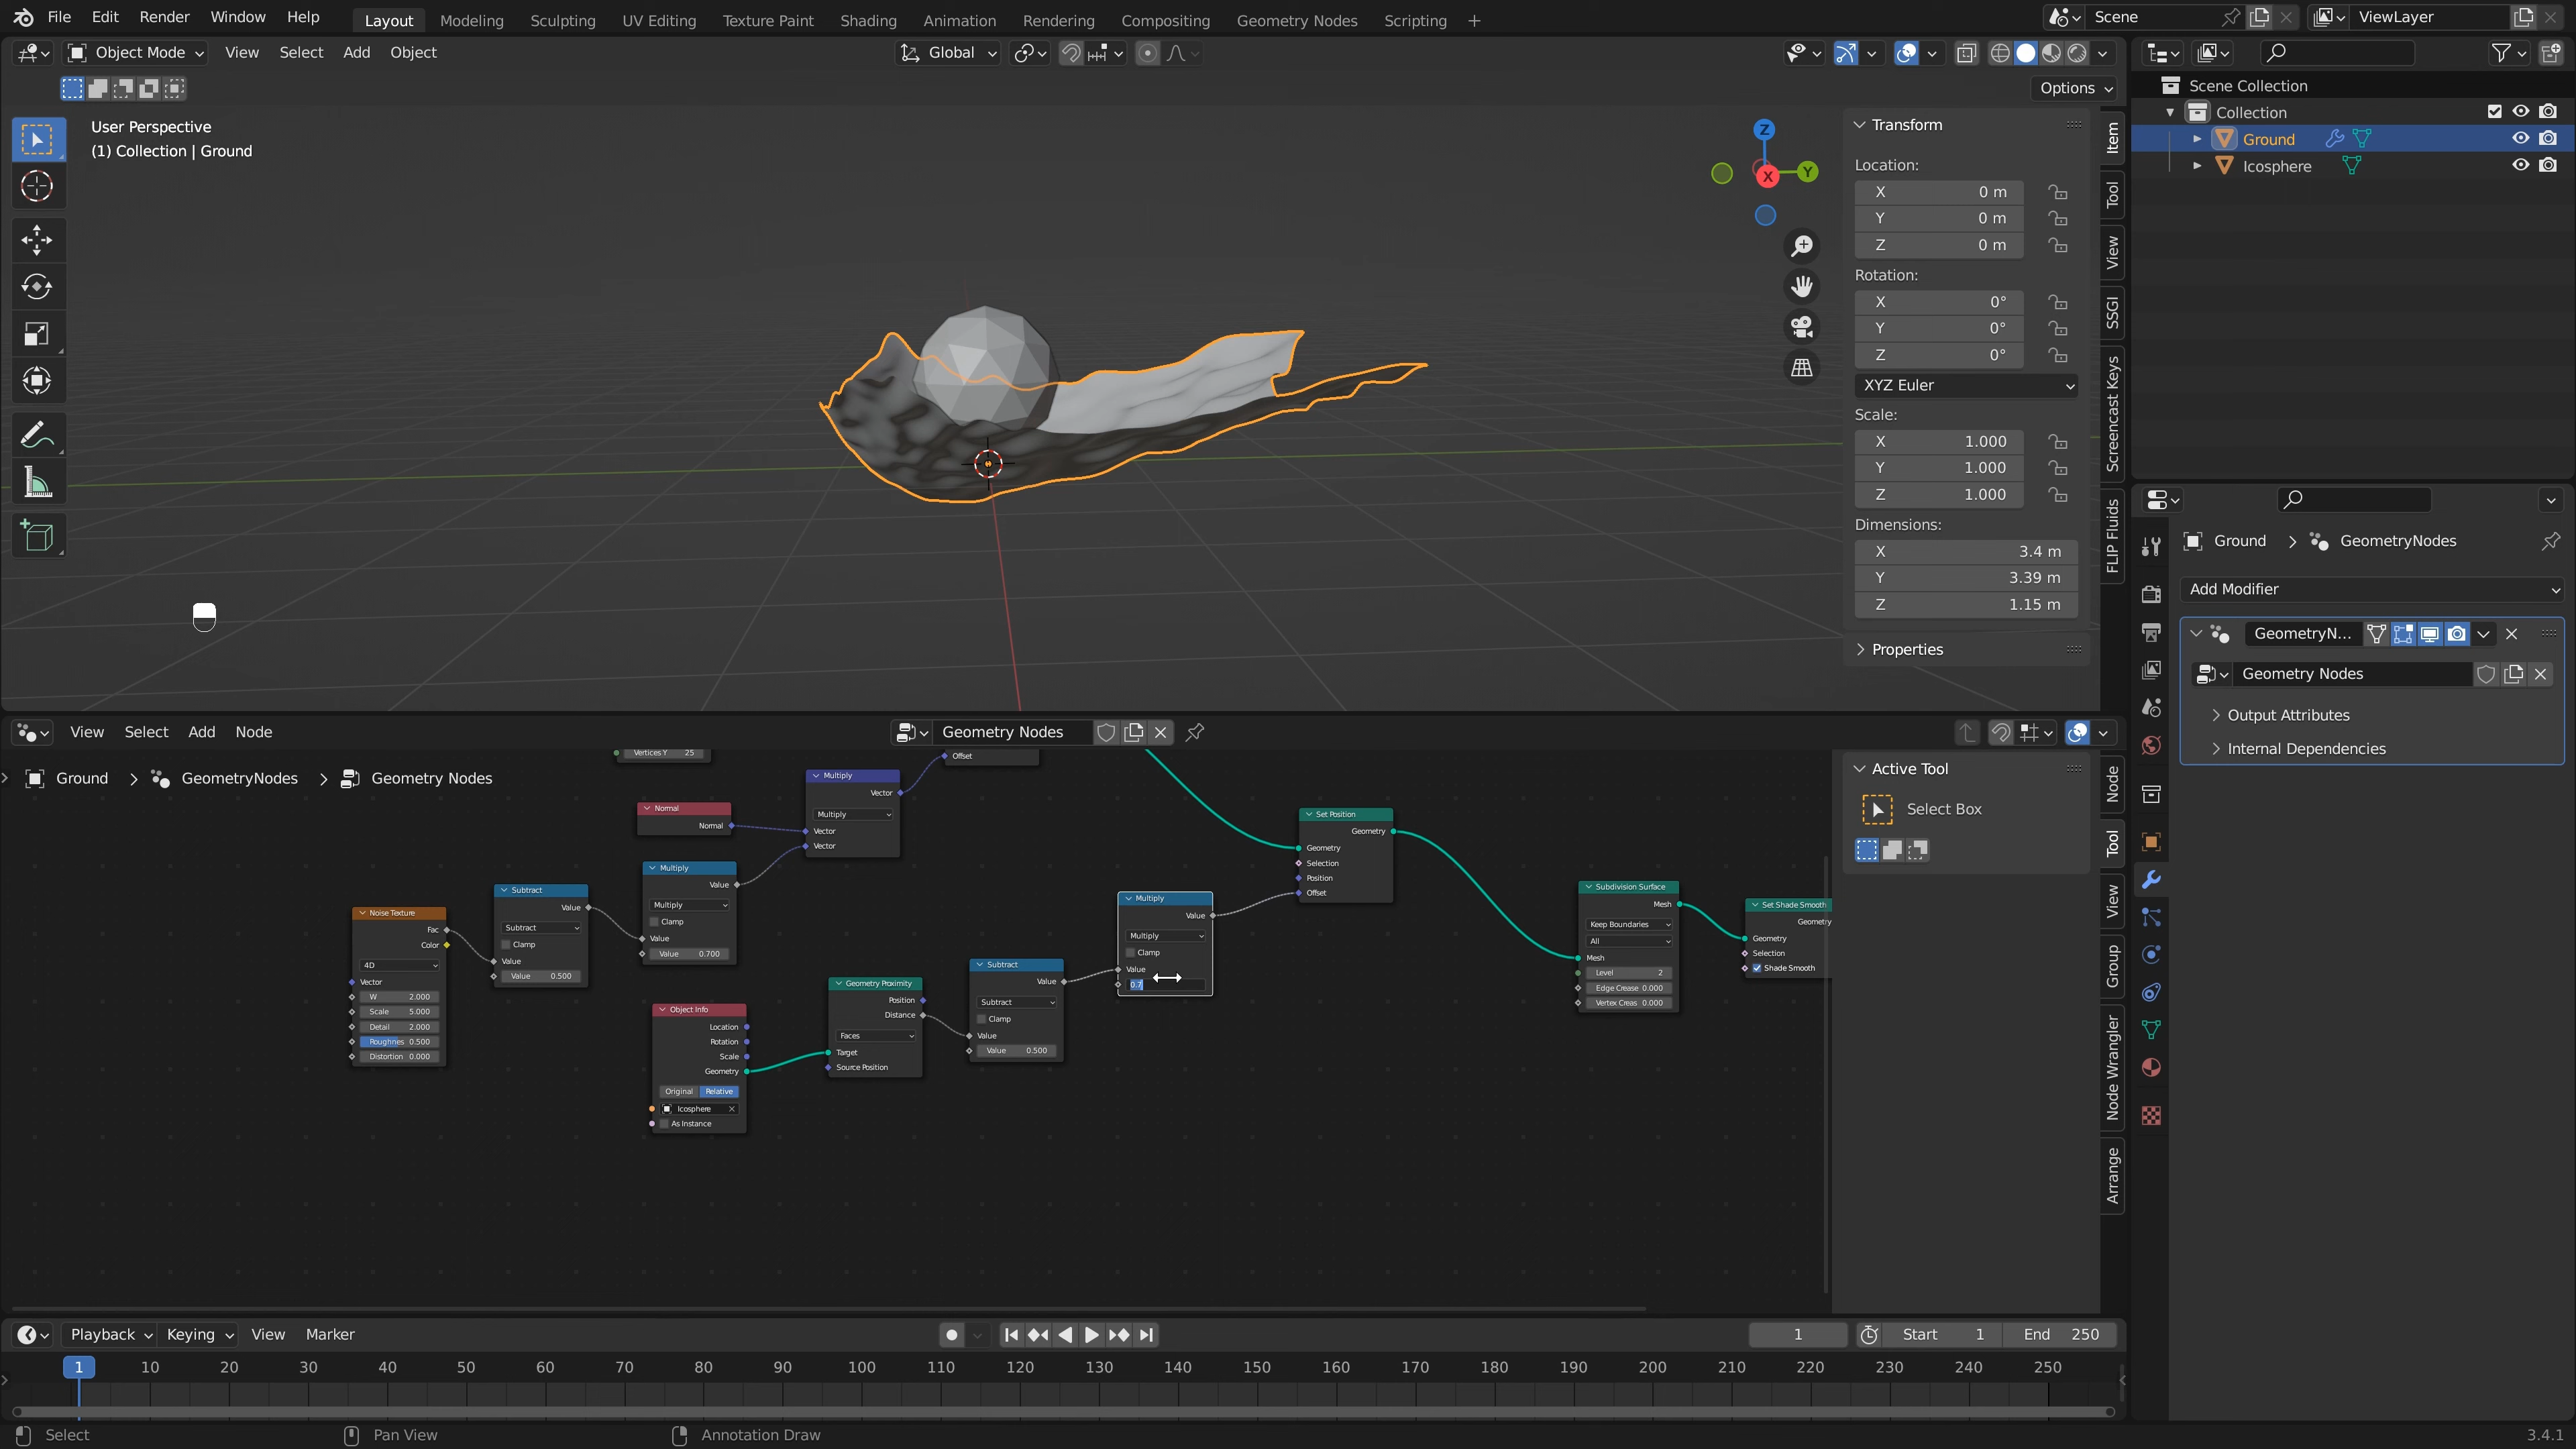 File Edit Render Window Help
Layout Modeling Sculpting UV Editing Texture Paint Shading Animation Rendering Compositing Geometry Nodes Scripting +
Scene
ViewLayer
Object Mode View Select Add Object
Global
Options
User Perspective
(1) Collection | Ground
Z
Y
X
Transform
Location:
X 0 m
Y 0 m
Z 0 m
Rotation:
X 0°
Y 0°
Z 0°
XYZ Euler
Scale:
X 1.000
Y 1.000
Z 1.000
Dimensions:
X 3.4 m
Y 3.39 m
Z 1.15 m
Properties
Item
Tool
View
SSGI
Screencast Keys
FLIP Fluids
Scene Collection
Collection
Ground
Icosphere
Ground > GeometryNodes
Add Modifier
GeometryN...
Geometry Nodes
Output Attributes
Internal Dependencies
View Select Add Node
Geometry Nodes
Ground > GeometryNodes > Geometry Nodes
Vertices Y 25
Offset
Multiply
Vector
Multiply
Vector
Vector
Normal
Normal
Multiply
Value
Multiply
Clamp
Value
Value 0.700
Subtract
Value
Subtract
Clamp
Value
Value 0.500
Noise Texture
Fac
Color
4D
Vector
W 2.000
Scale 5.000
Detail 2.000
Roughnes 0.500
Distortion 0.000
Object Info
Location
Rotation
Scale
Geometry
Original Relative
Icosphere
As Instance
Geometry Proximity
Position
Distance
Faces
Target
Source Position
Subtract
Value
Subtract
Clamp
Value
Value 0.500
Multiply
Value
Multiply
Clamp
Value
0.7
Set Position
Geometry
Geometry
Selection
Position
Offset
Subdivision Surface
Mesh
Keep Boundaries
All
Mesh
Level 2
Edge Crease 0.000
Vertex Creas 0.000
Set Shade Smooth
Geometry
Geometry
Selection
Shade Smooth
Active Tool
Select Box
Node
Tool
View
Group
Node Wrangler
Arrange
Playback Keying View Marker
1
Start 1
End 250
1 10 20 30 40 50 60 70 80 90 100 110 120 130 140 150 160 170 180 190 200 210 220 230 240 250
Select
Pan View
Annotation Draw
3.4.1